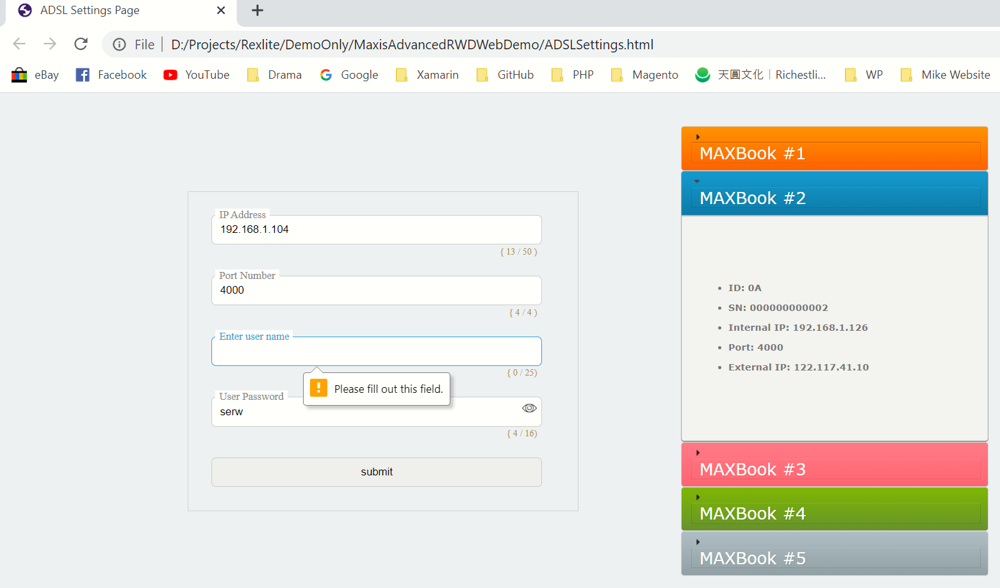 ADSL Settings Page
File
D:/Projects/Rexlite/DemoOnly/MaxisAdvancedRWDWebDemo/ADSLSettings.html
eBay Facebook YouTube Drama Google Xamarin GitHub PHP Magento 天圓文化｜Richestli... WP Mike Website
IP Address
192.168.1.104
{ 13 / 50 )
Port Number
4000
{ 4 / 4 )
Enter user name
{ 0 / 25)
Please fill out this field.
User Password
serw
{ 4 / 16)
submit
MAXBook #1
MAXBook #2
• ID: 0A
• SN: 000000000002
• Internal IP: 192.168.1.126
• Port: 4000
• External IP: 122.117.41.10
MAXBook #3
MAXBook #4
MAXBook #5